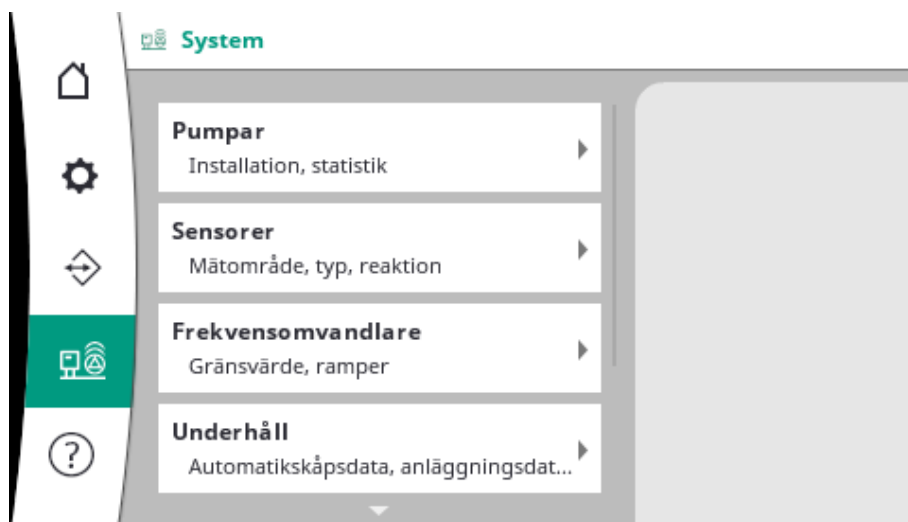 System
Pumpar
Installation, statistik
Sensorer
Mätområde, typ, reaktion
Frekvensomvandlare
Gränsvärde, ramper
Underhåll
Automatikskåpsdata, anläggningsdat...
?